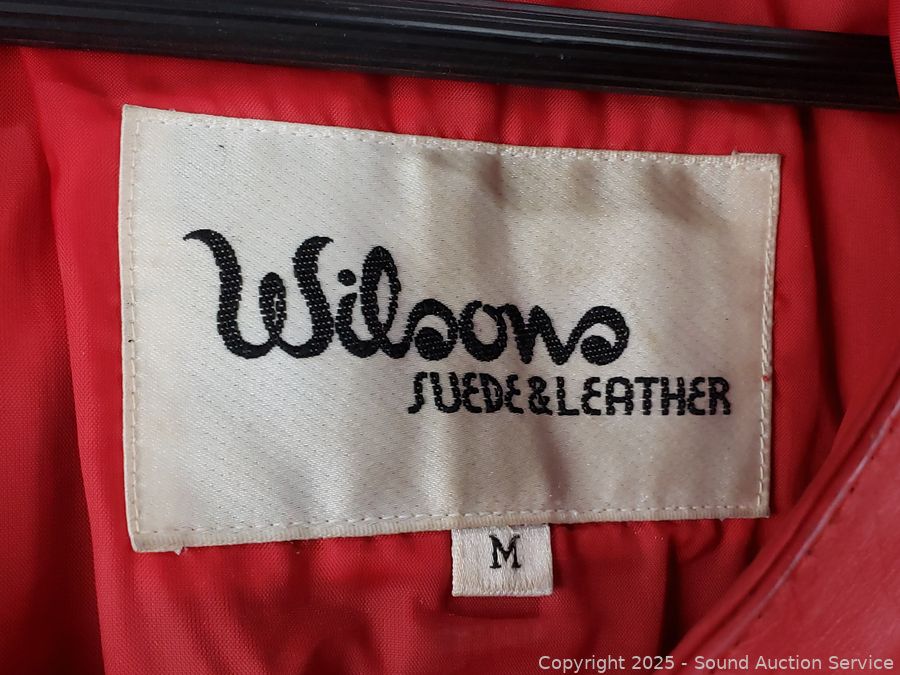 Wilsons
SUEDE & LEATHER
M
Copyright 2025 - Sound Auction Service